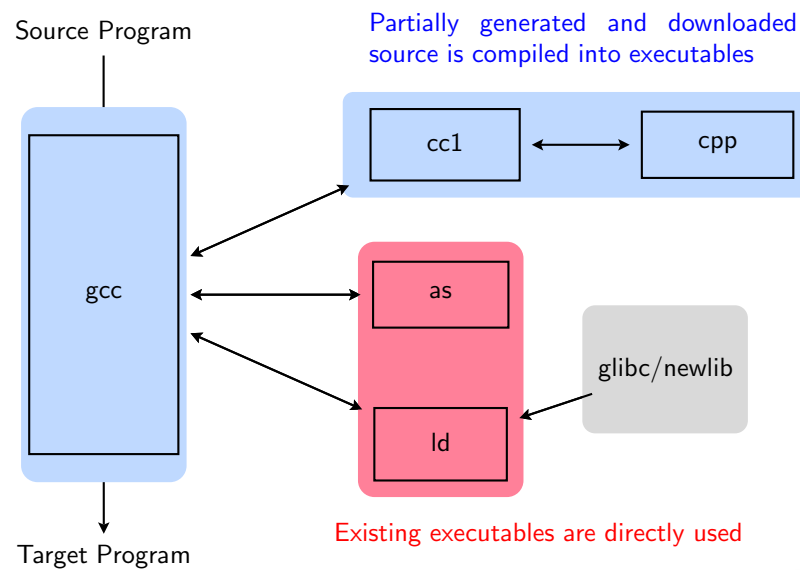 Source Program
Partially generated and downloaded
source is compiled into executables
cc1
cpp
gcc
as
glibc/newlib
ld
Existing executables are directly used
Target Program